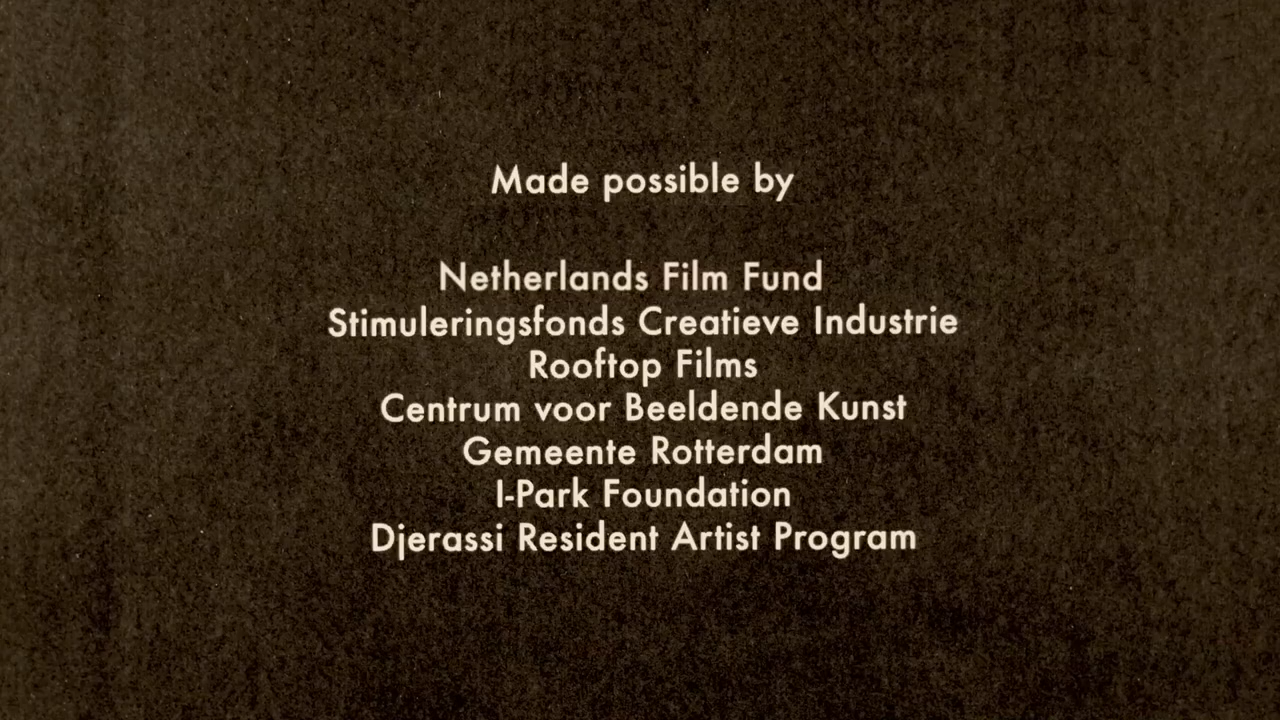 Made possible by
Netherlands Film Fund
Stimuleringsfonds Creatieve Industrie
Rooftop Films
Centrum voor Beeldende Kunst
Gemeente Rotterdam
I-Park Foundation
Djerassi Resident Artist Program